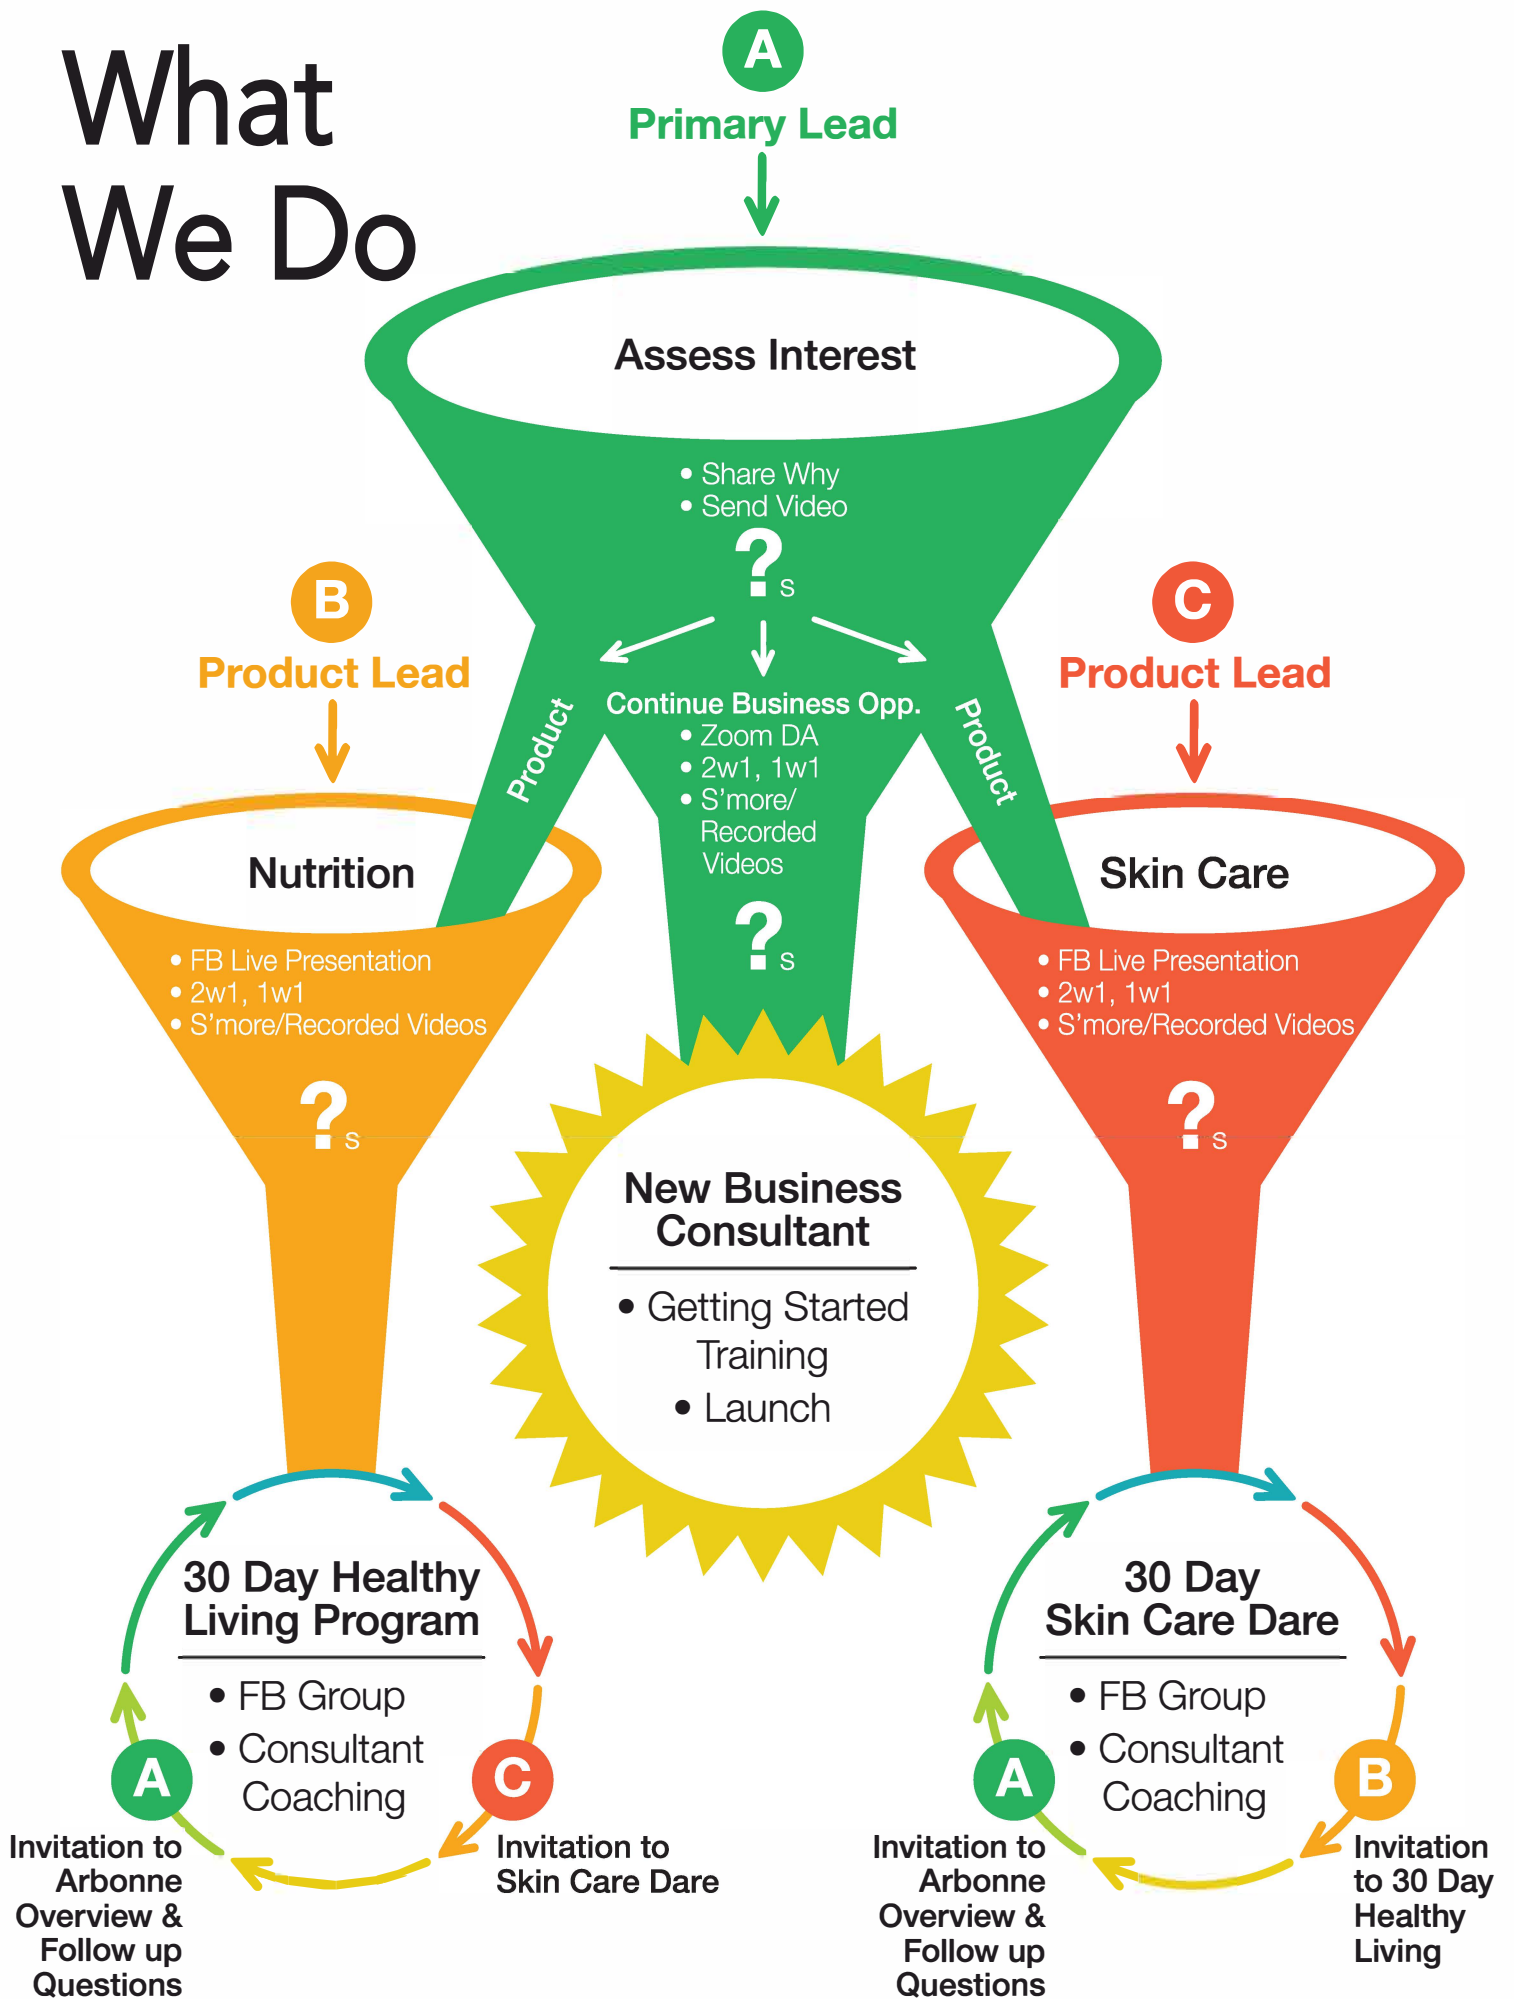 What
We Do
A
Primary Lead
Assess Interest
• Share Why
• Send Video
?s
B
Product Lead
C
Product Lead
Product
Continue Business Opp.
• Zoom DA
• 2w1, 1w1
• S’more/
Recorded
Videos
?s
Product
Nutrition
• FB Live Presentation
• 2w1, 1w1
• S’more/Recorded Videos
?s
Skin Care
• FB Live Presentation
• 2w1, 1w1
• S’more/Recorded Videos
?s
New Business
Consultant
• Getting Started
Training
• Launch
30 Day Healthy
Living Program
• FB Group
• Consultant
Coaching
A
Invitation to
Arbonne
Overview &
Follow up
Questions
C
Invitation to
Skin Care Dare
30 Day
Skin Care Dare
• FB Group
• Consultant
Coaching
A
Invitation to
Arbonne
Overview &
Follow up
Questions
B
Invitation
to 30 Day
Healthy
Living